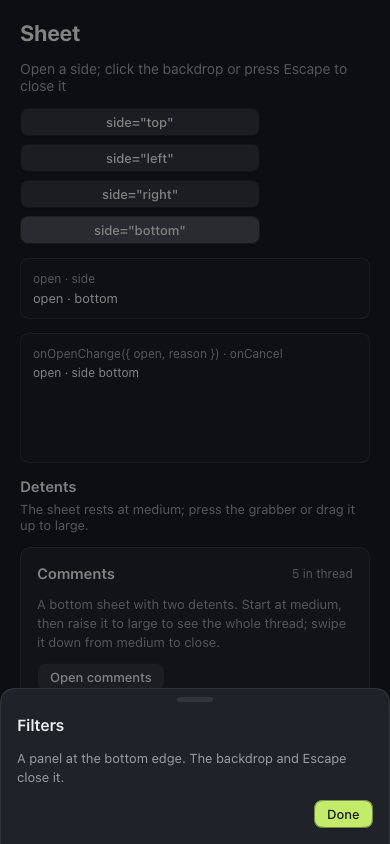 Sheet
Open a side; click the backdrop or press Escape to
close it
side="top"
side="left"
side="right"
side="bottom"
open · side
open · bottom
onOpenChange({ open, reason }) · onCancel
open · side bottom
Detents
The sheet rests at medium; press the grabber or drag it
up to large.
Comments
5 in thread
A bottom sheet with two detents. Start at medium,
then raise it to large to see the whole thread; swipe
it down from medium to close.
Open comments
Filters
A panel at the bottom edge. The backdrop and Escape
close it.
Done